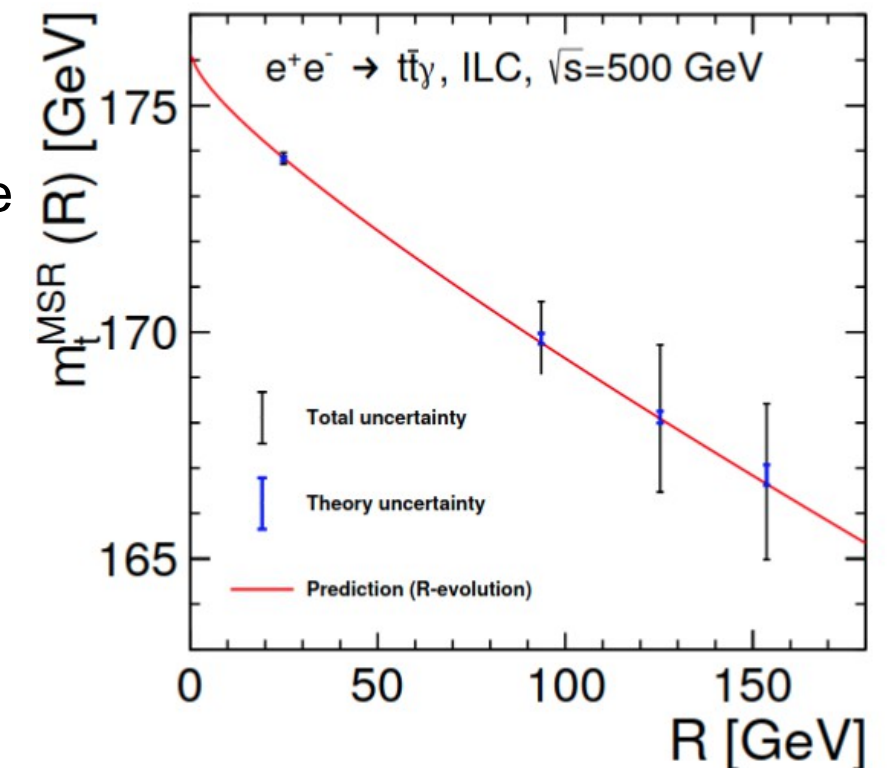 e⁺e⁻ → tt̄γ, ILC, √s=500 GeV
m_t^MSR (R) [GeV]
175
170
165
e
Total uncertainty
Theory uncertainty
Prediction (R-evolution)
0 50 100 150
R [GeV]